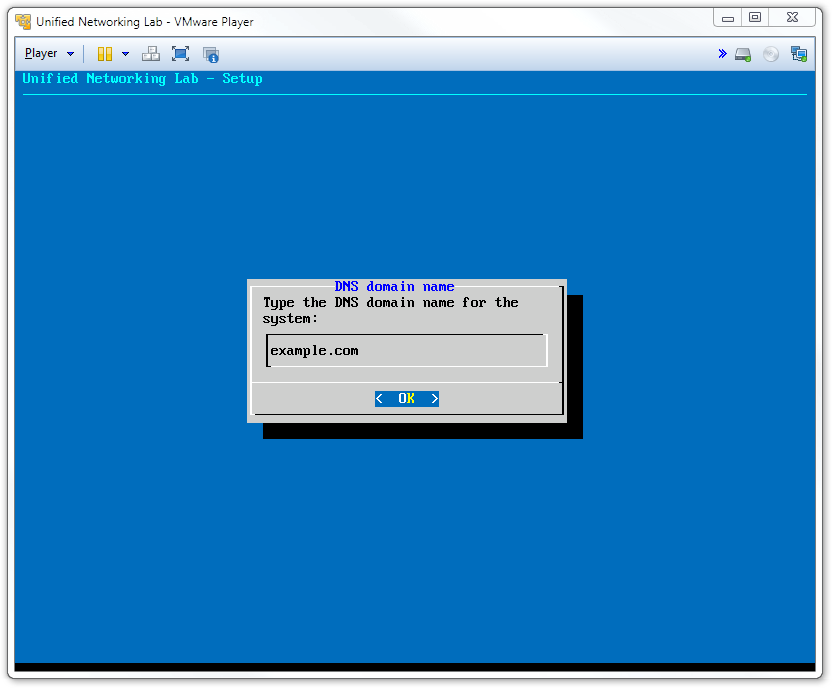 Unified Networking Lab - VMware Player
Player
Unified Networking Lab - Setup
DNS domain name
Type the DNS domain name for the
system:
example.com
< OK >